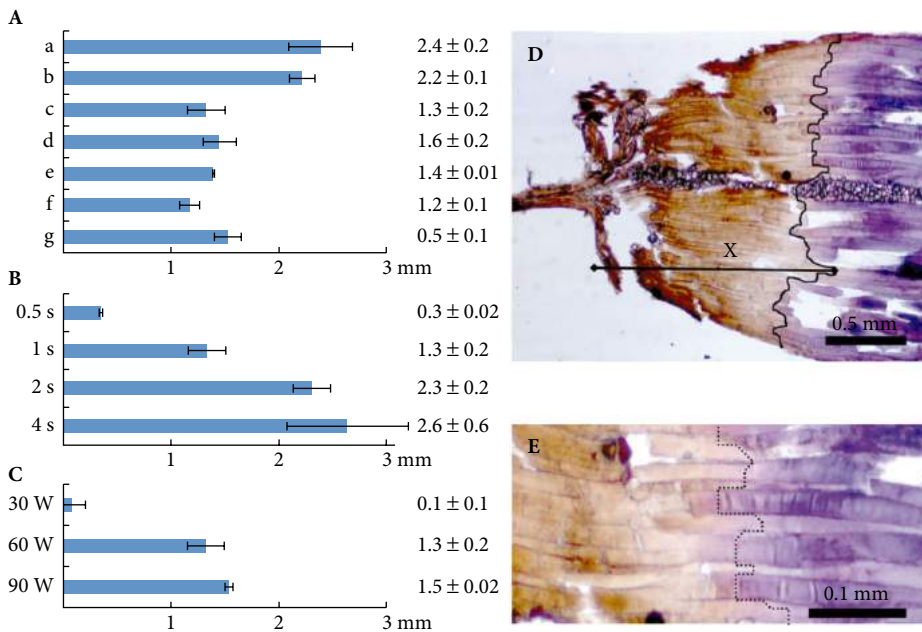 A
a 2.4 ± 0.2
b 2.2 ± 0.1
c 1.3 ± 0.2
d 1.6 ± 0.2
e 1.4 ± 0.01
f 1.2 ± 0.1
g 0.5 ± 0.1
1 2 3 mm
B
0.5 s 0.3 ± 0.02
1 s 1.3 ± 0.2
2 s 2.3 ± 0.2
4 s 2.6 ± 0.6
1 2 3 mm
C
30 W 0.1 ± 0.1
60 W 1.3 ± 0.2
90 W 1.5 ± 0.02
1 2 3 mm
D
X
0.5 mm
E
0.1 mm